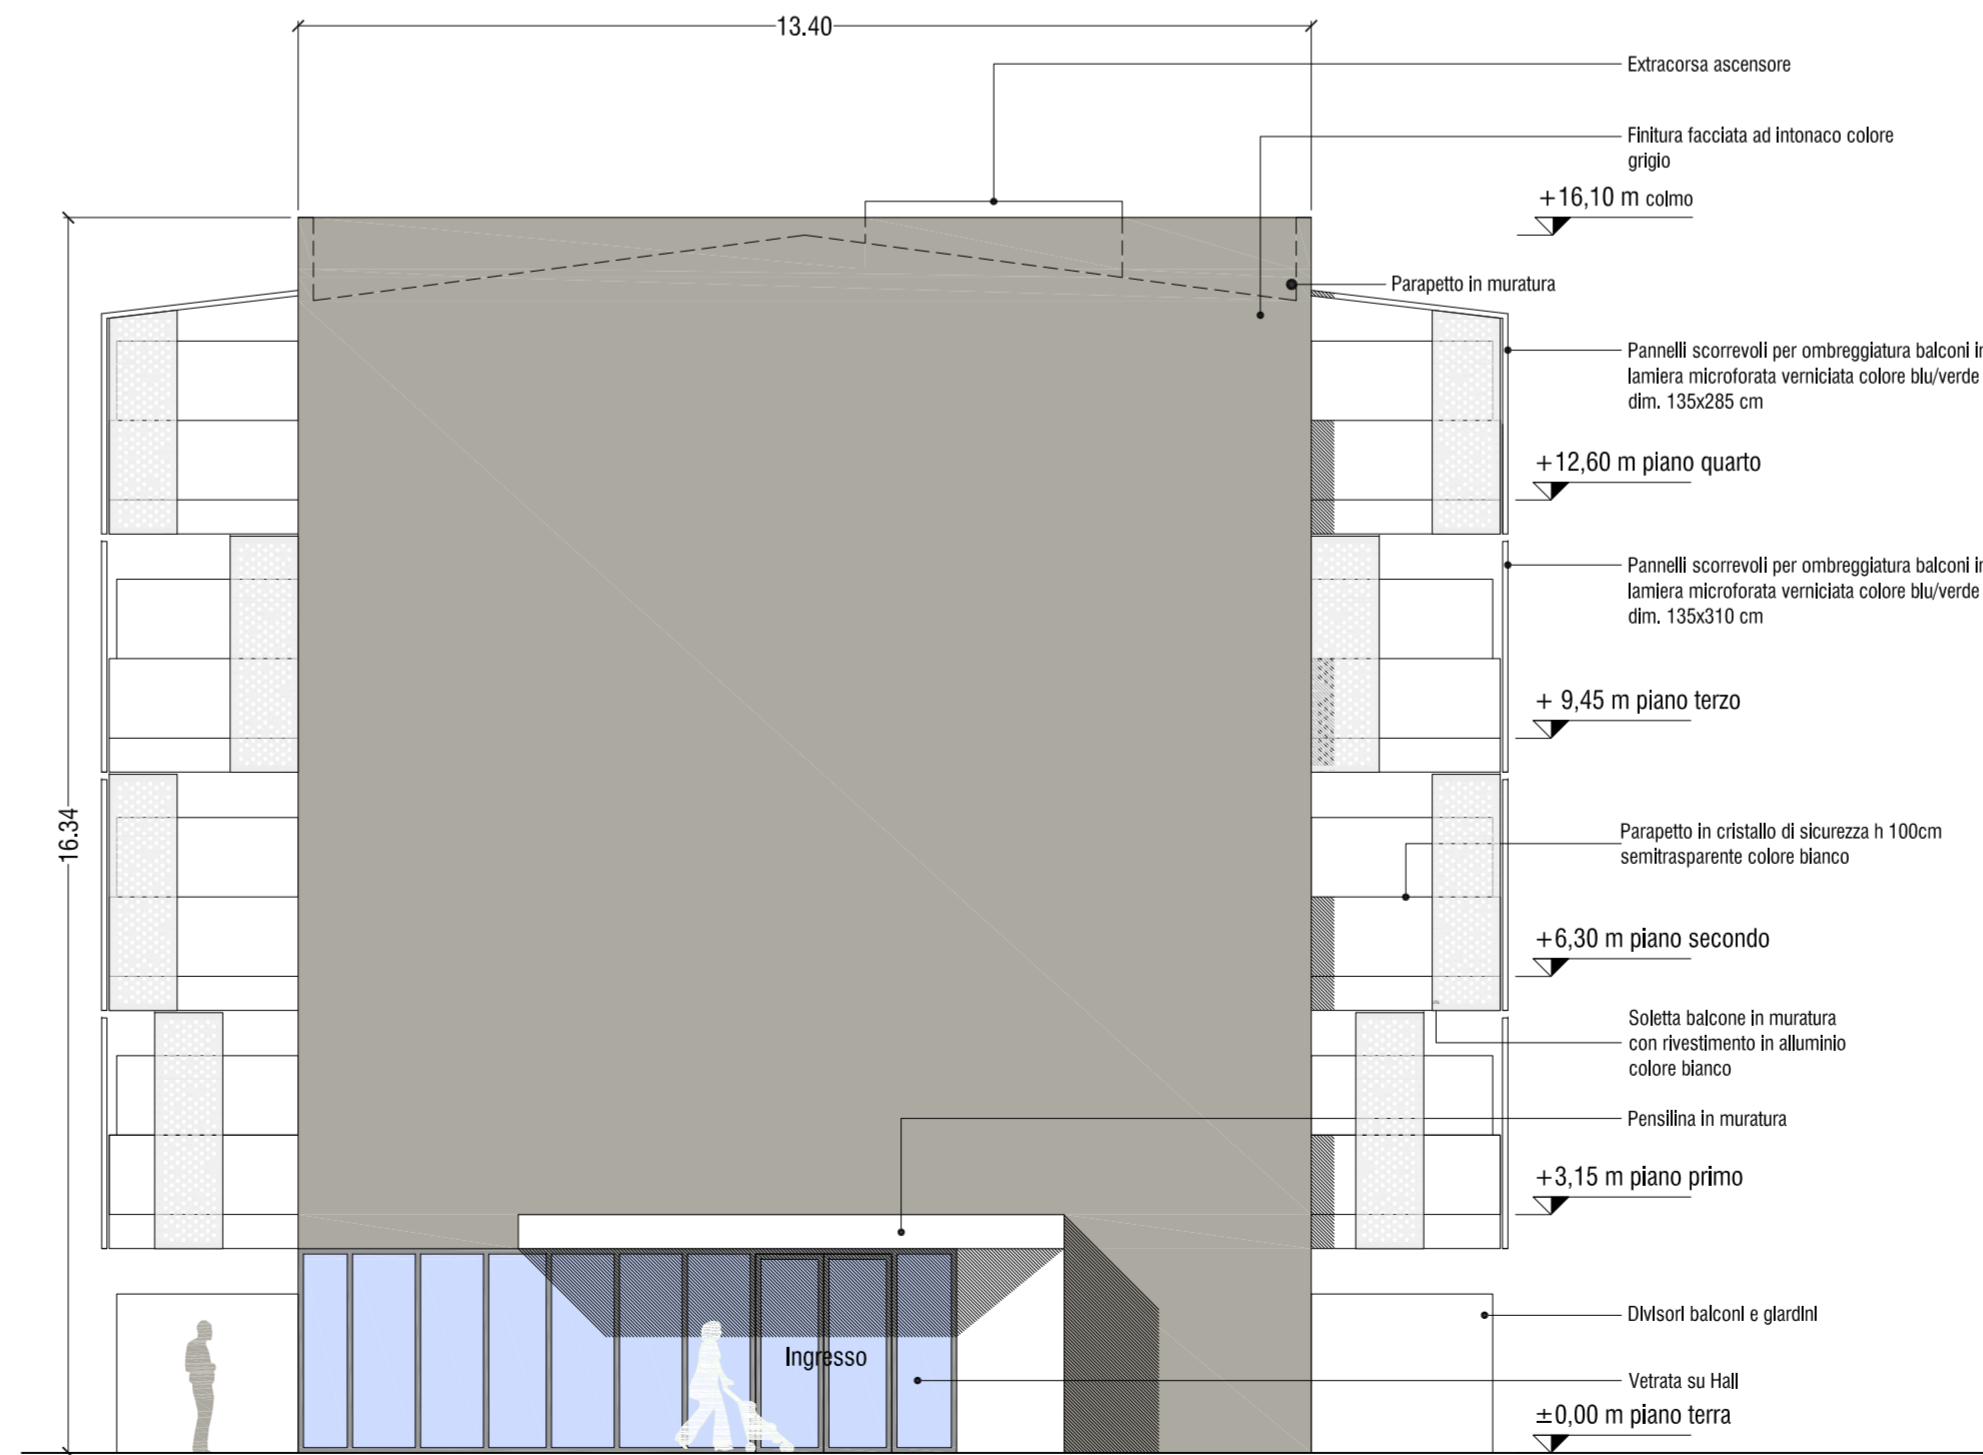 13.40
Extracorsa ascensore
Finitura facciata ad intonaco colore
grigio
+16,10 m colmo
Parapetto in muratura
Pannelli scorrevoli per ombreggiatura balconi in
lamiera microforata verniciata colore blu/verde
dim. 135x285 cm
+12,60 m piano quarto
Pannelli scorrevoli per ombreggiatura balconi in
lamiera microforata verniciata colore blu/verde
dim. 135x310 cm
+ 9,45 m piano terzo
16.34
Parapetto in cristallo di sicurezza h 100cm
semitrasparente colore bianco
+6,30 m piano secondo
Soletta balcone in muratura
con rivestimento in alluminio
colore bianco
Pensilina in muratura
+3,15 m piano primo
Divisori balconi e giardini
Ingresso
Vetrata su Hall
±0,00 m piano terra